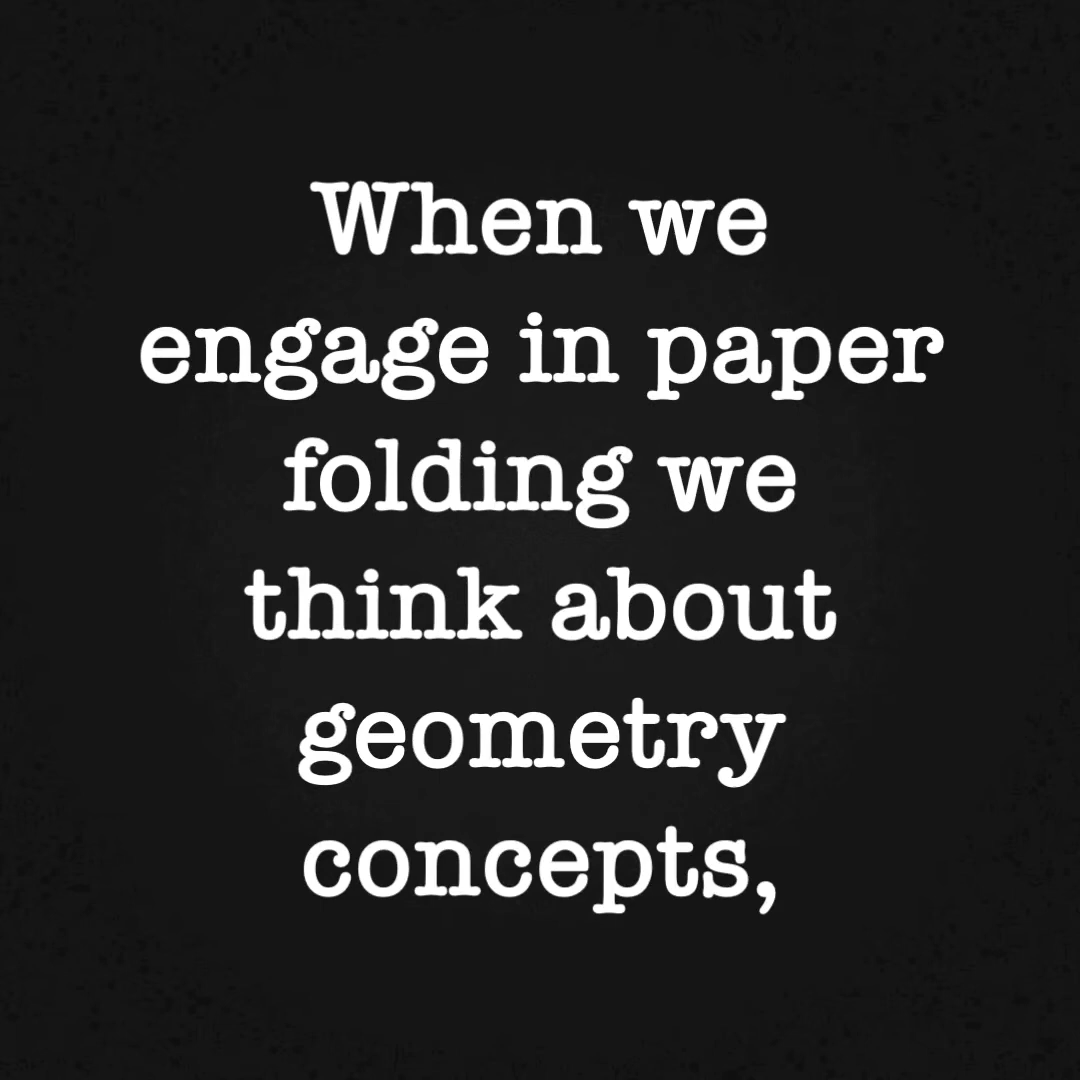 When we
engage in paper
folding we
think about
geometry
concepts,